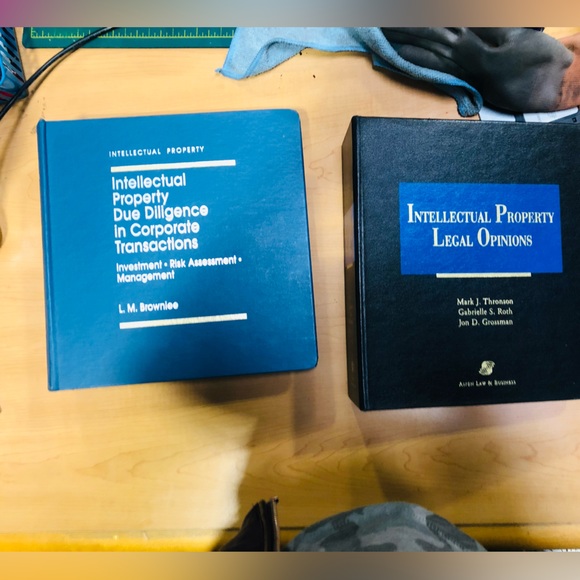 INTELLECTUAL PROPERTY
Intellectual
Property
Due Diligence
in Corporate
Transactions
Investment • Risk Assessment •
Management
L. M. Brownlee
INTELLECTUAL PROPERTY
LEGAL OPINIONS
Mark J. Thronson
Gabrielle S. Roth
Jon D. Grossman
ASPEN LAW & BUSINESS